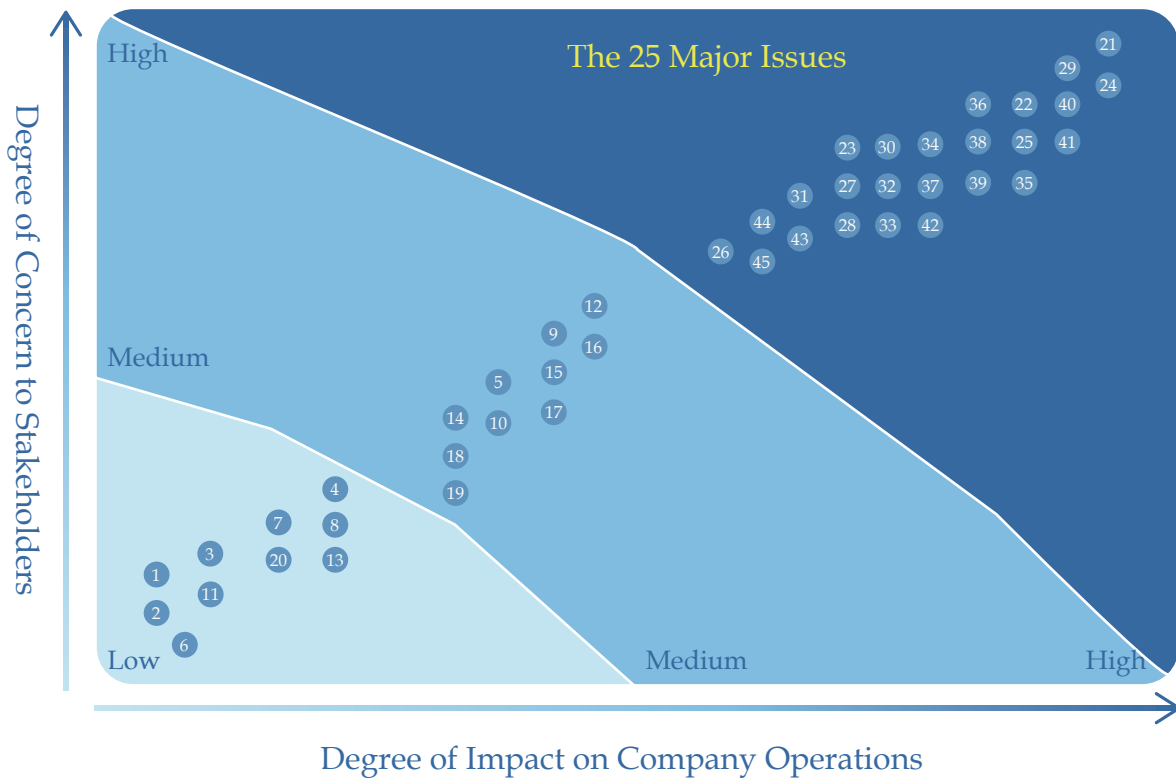 The 25 Major Issues
High
21
29
24
36 22 40
23 30 34 38 25 41
27 32 37 39 35
31
44 28 33 42
43
26 45
12
9
16
Medium
15
5
17
14 10
18
19
4
7 8
3 20 13
1
11
2
6
Low Medium High
Degree of Concern to Stakeholders
Degree of Impact on Company Operations